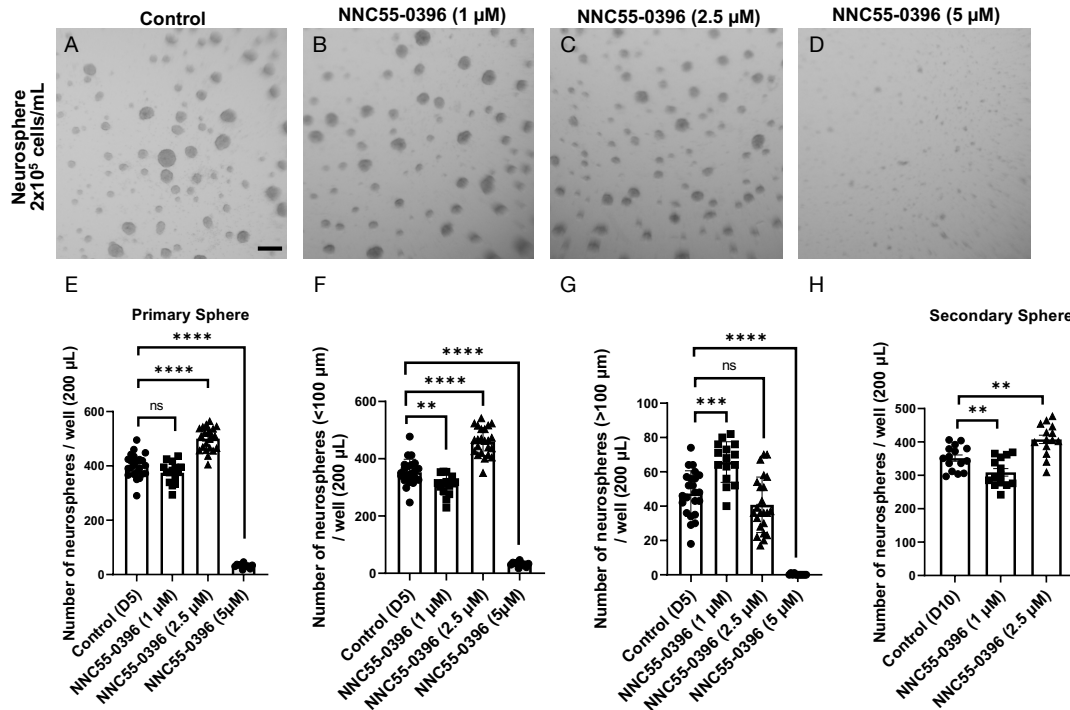 Control
NNC55-0396 (1 µM)
NNC55-0396 (2.5 µM)
NNC55-0396 (5 µM)
Neurosphere
2x10⁵ cells/mL
A
B
C
D
E
Primary Sphere
Number of neurospheres / well (200 µL)
600
400
200
0
ns
****
****
Control (D5)
NNC55-0396 (1 µM)
NNC55-0396 (2.5 µM)
NNC55-0396 (5µM)
F
Number of neurospheres (<100 µm)
/ well (200 µL)
600
400
200
0
**
****
****
Control (D5)
NNC55-0396 (1 µM)
NNC55-0396 (2.5 µM)
NNC55-0396 (5µM)
G
Number of neurospheres (>100 µm)
/ well (200 µL)
100
80
60
40
20
0
***
ns
****
Control (D5)
NNC55-0396 (1 µM)
NNC55-0396 (2.5 µM)
NNC55-0396 (5 µM)
H
Secondary Sphere
Number of neurospheres / well (200 µL)
500
400
300
200
100
0
**
**
Control (D10)
NNC55-0396 (1 µM)
NNC55-0396 (2.5 µM)